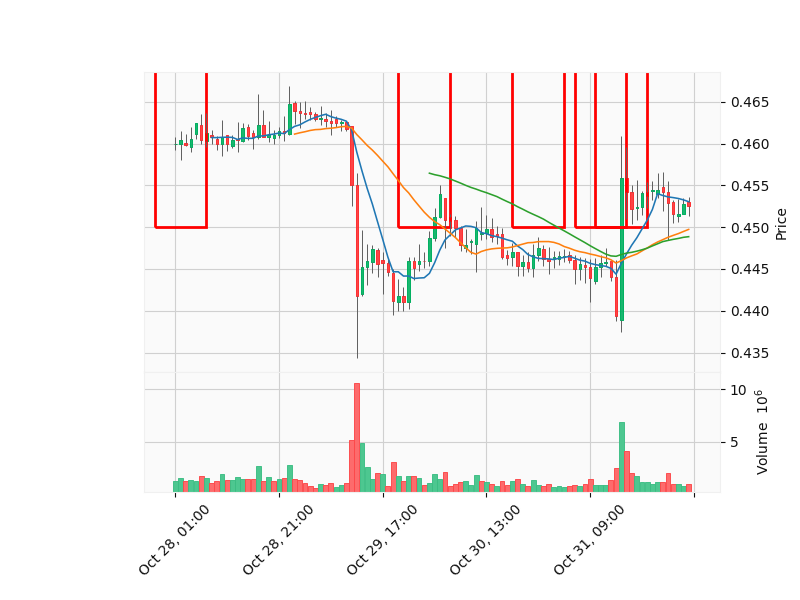 0.465
0.460
0.455
0.450
0.445
0.440
0.435
Price
10
5
Volume 10⁶
Oct 28, 01:00
Oct 28, 21:00
Oct 29, 17:00
Oct 30, 13:00
Oct 31, 09:00